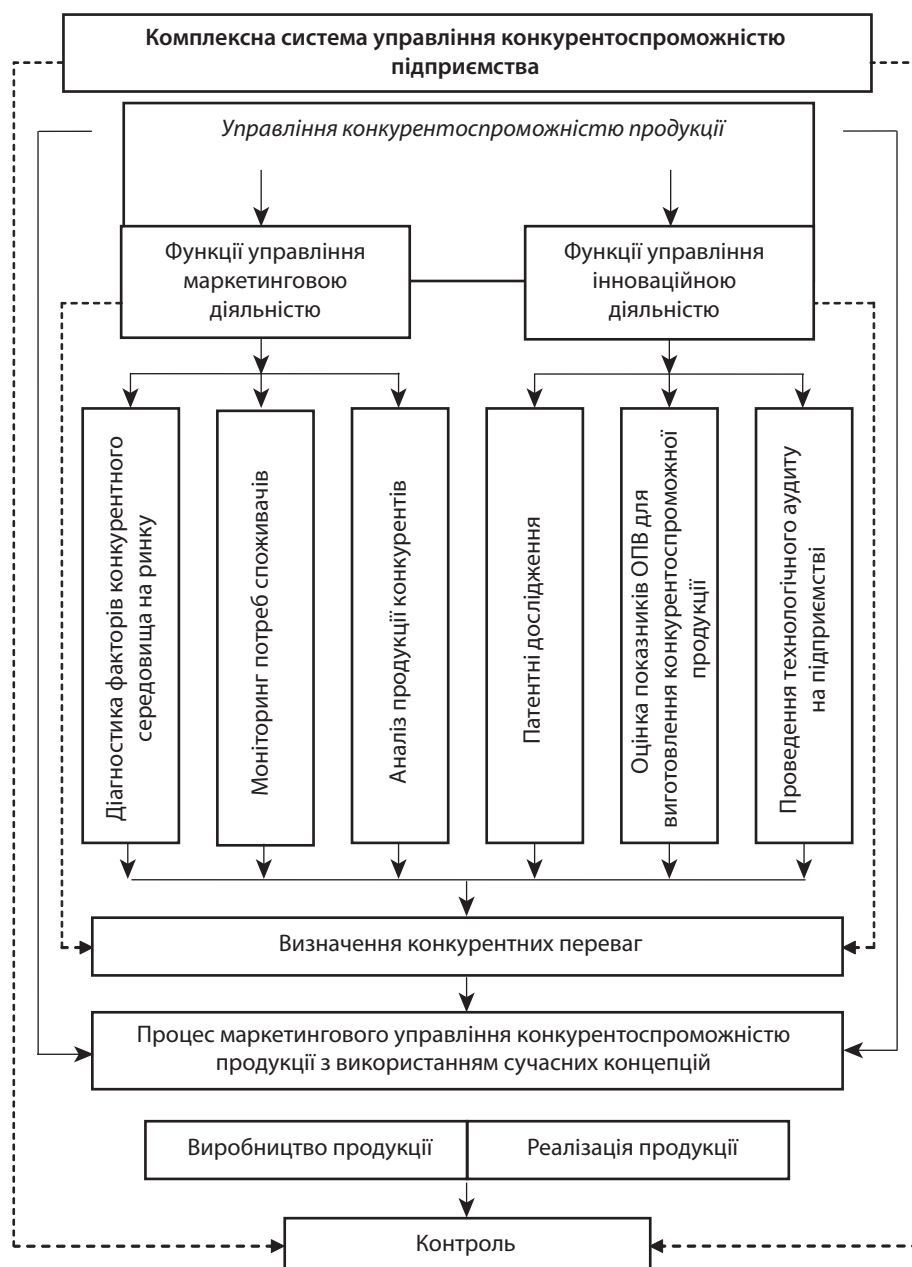 Комплексна система управління конкурентоспроможністю
підприємства
Управління конкурентоспроможністю продукції
Функції управління
маркетинговою
діяльністю
Функції управління
інноваційною
діяльністю
Діагностика факторів конкурентного
середовища на ринку
Моніторинг потреб споживачів
Аналіз продукції конкурентів
Патентні дослідження
Оцінка показників ОПВ для
виготовлення конкурентоспроможної
продукції
Проведення технологічного аудиту
на підприємстві
Визначення конкурентних переваг
Процес маркетингового управління конкурентоспроможністю
продукції з використанням сучасних концепцій
Виробництво продукції
Реалізація продукції
Контроль